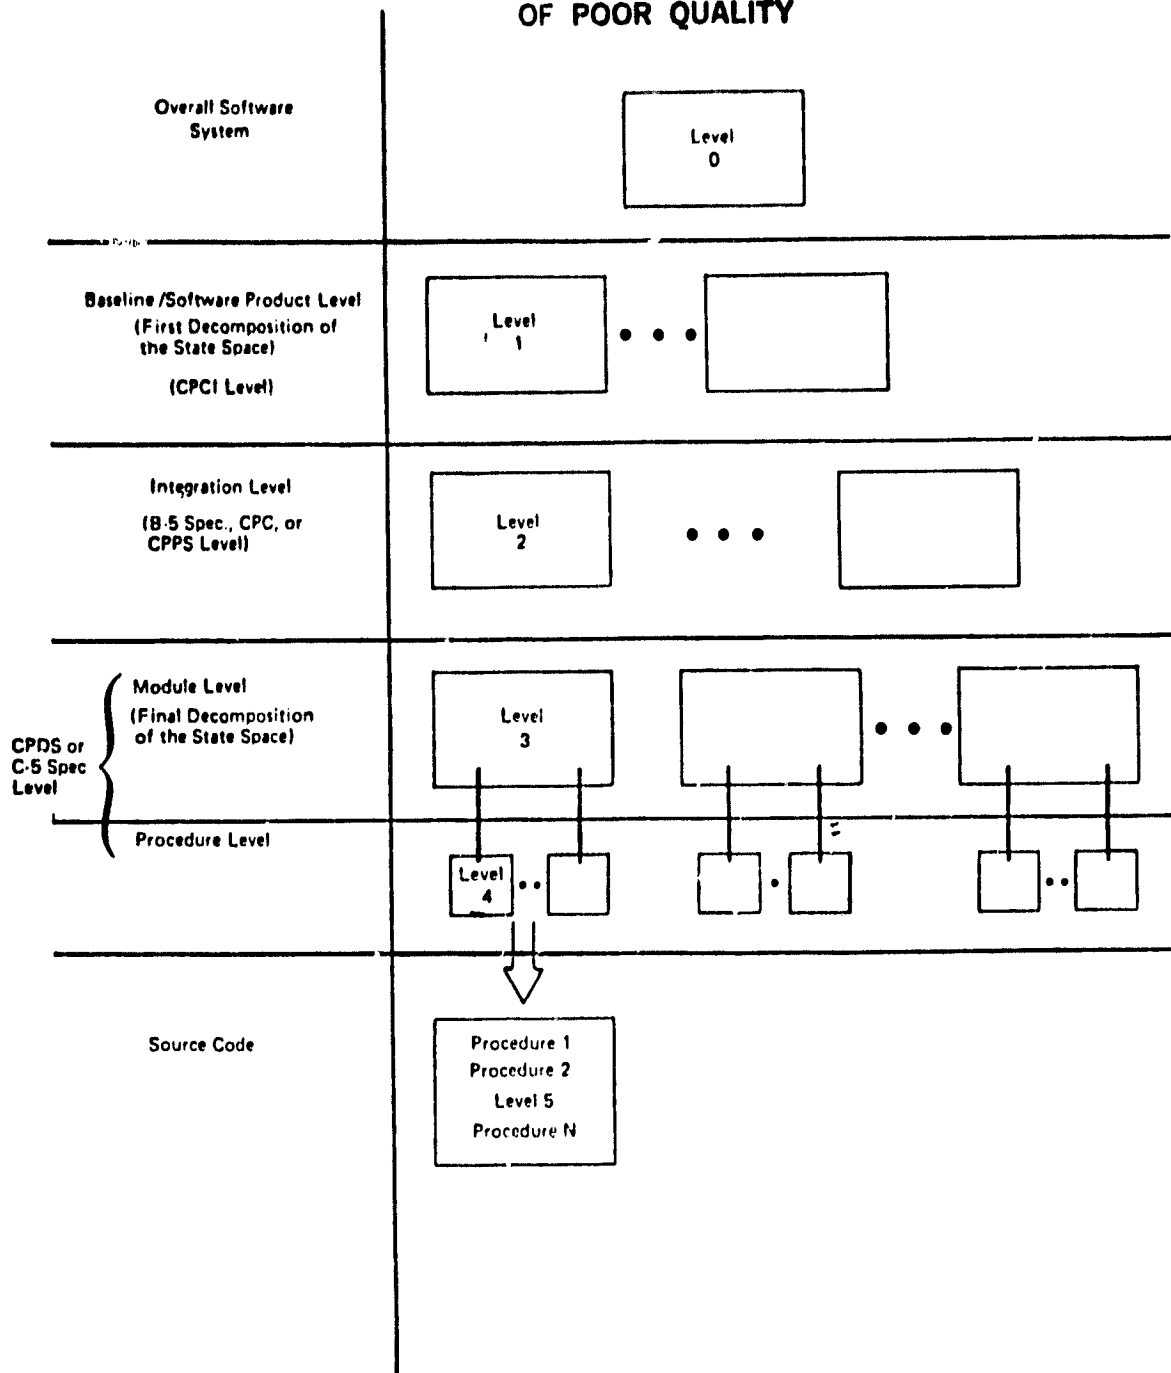 OF POOR QUALITY
Overall Software
System
Level
0
Baseline/Software Product Level
(First Decomposition of
the State Space)
(CPCI Level)
Level
1
Integration Level
(B-5 Spec., CPC, or
CPPS Level)
Level
2
CPDS or
C-5 Spec
Level
Module Level
(Final Decomposition
of the State Space)
Level
3
Procedure Level
Level
4
Source Code
Procedure 1
Procedure 2
Level 5
Procedure N